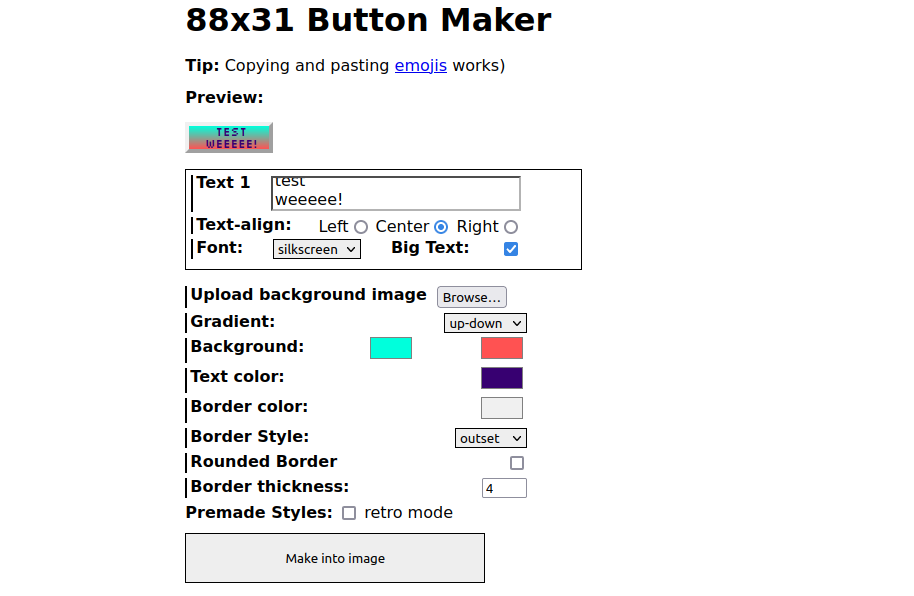 88x31 Button Maker
Tip: Copying and pasting emojis works)
Preview:
TEST
WEEEEE!
Text 1
test
weeeee!
Text-align: Left Center Right
Font: silkscreen Big Text:
Upload background image Browse...
Gradient: up-down
Background:
Text color:
Border color:
Border Style: outset
Rounded Border
Border thickness: 4
Premade Styles: retro mode
Make into image